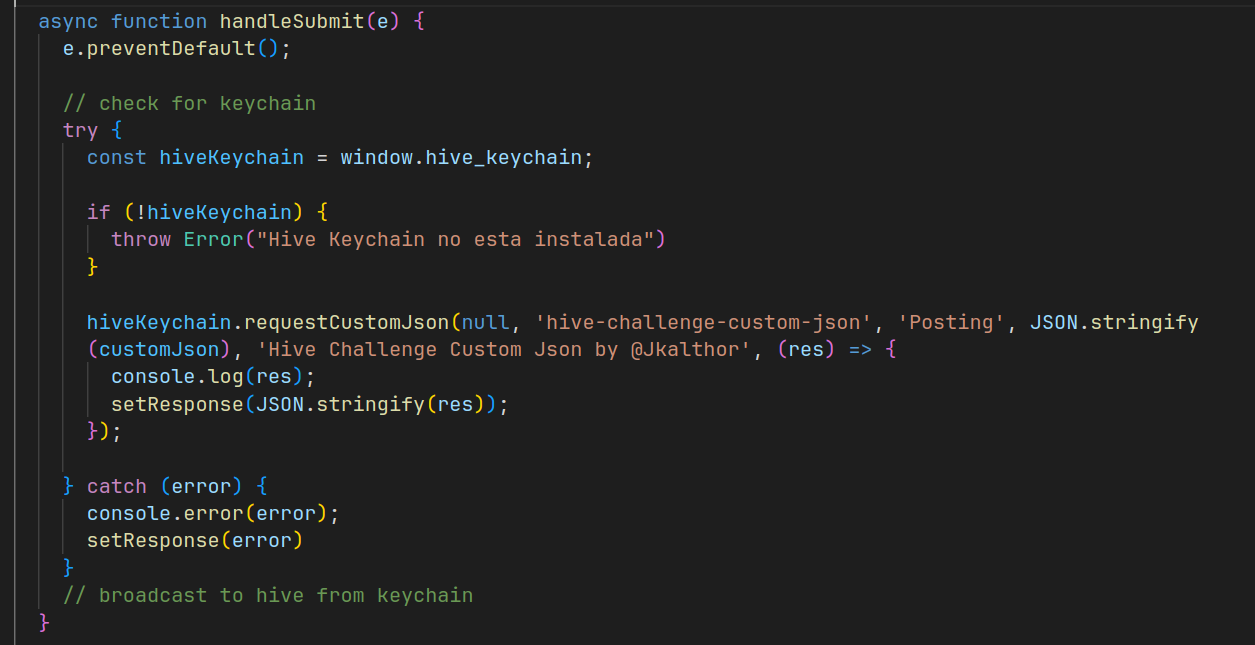 async function handleSubmit(e) {
e.preventDefault();
// check for keychain
try {
const hiveKeychain = window.hive_keychain;
if (!hiveKeychain) {
throw Error("Hive Keychain no esta instalada")
}
hiveKeychain.requestCustomJson(null, 'hive-challenge-custom-json', 'Posting', JSON.stringify
(customJson), 'Hive Challenge Custom Json by @Jkalthor', (res) => {
console.log(res);
setResponse(JSON.stringify(res));
});
} catch (error) {
console.error(error);
setResponse(error)
}
// broadcast to hive from keychain
}